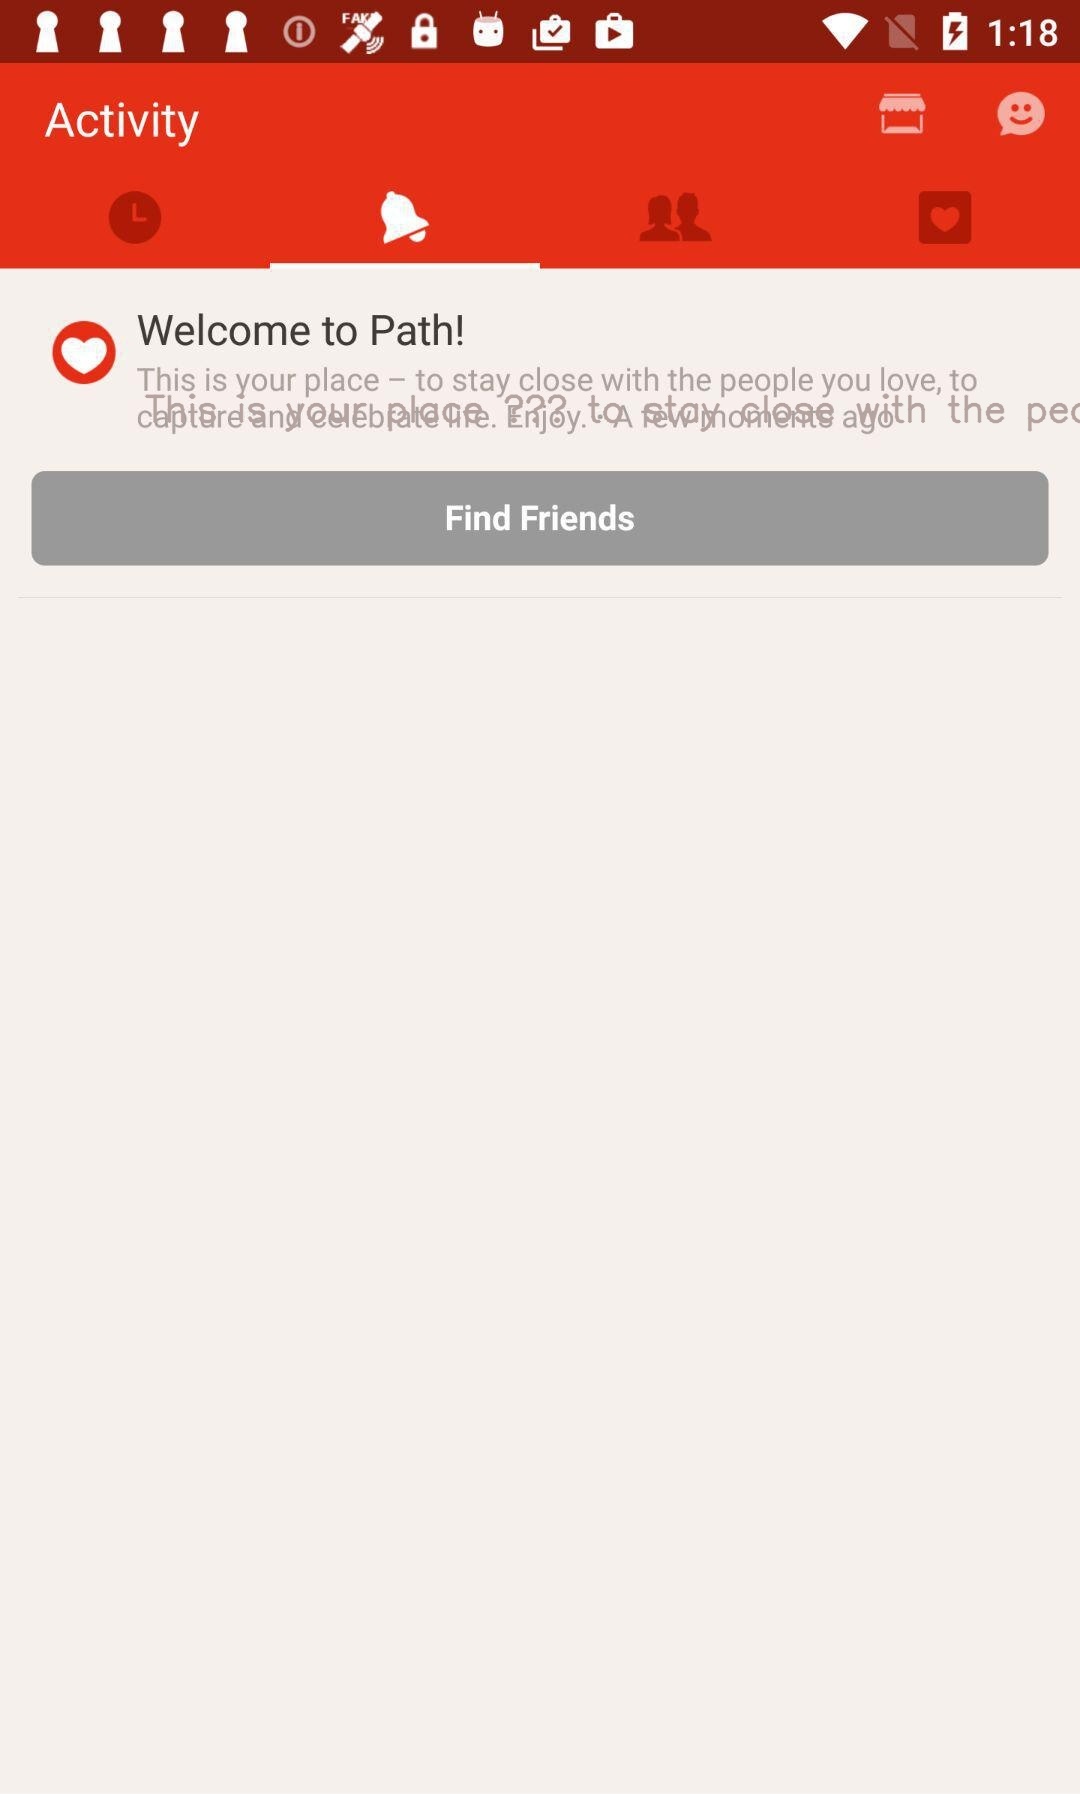 FAKE
1:18
Activity
Welcome to Path!
This is your place – to stay close with the people you love, to
capture and celebrate life. Enjoy. · A few moments ago
This is your place ??? to stay close with the
Find Friends